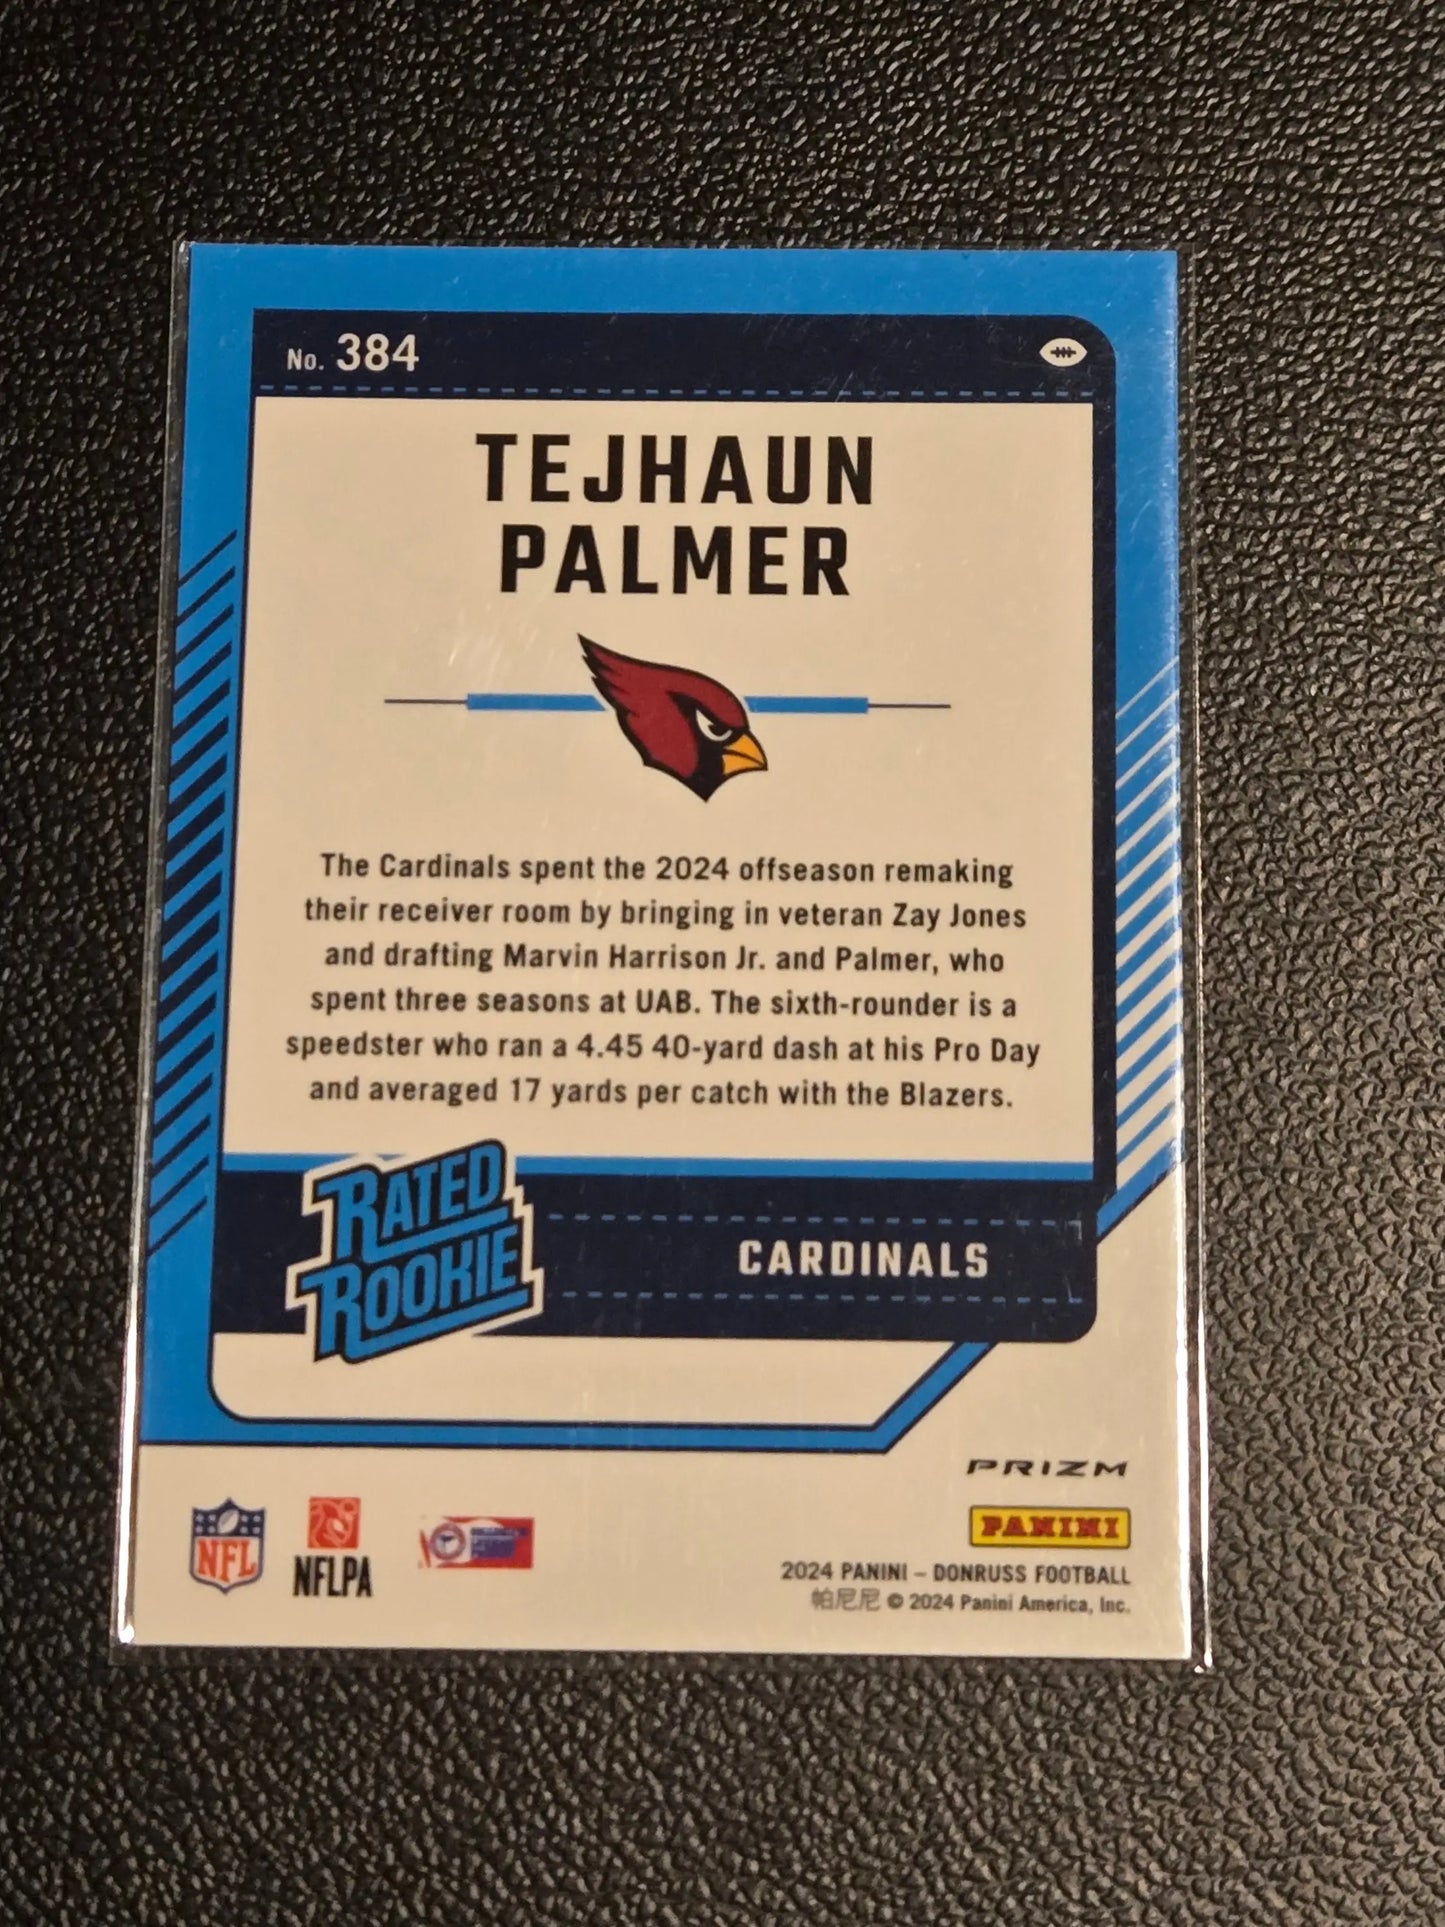 No. 384
TEJHAUN
PALMER
The Cardinals spent the 2024 offseason remaking
their receiver room by bringing in veteran Zay Jones
and drafting Marvin Harrison Jr. and Palmer, who
spent three seasons at UAB. The sixth-rounder is a
speedster who ran a 4.45 40-yard dash at his Pro Day
and averaged 17 yards per catch with the Blazers.
RATED
ROOKIE
CARDINALS
PRIZM
NFL
NFLPA
PANINI
2024 PANINI – DONRUSS FOOTBALL
帕尼尼 © 2024 Panini America, Inc.